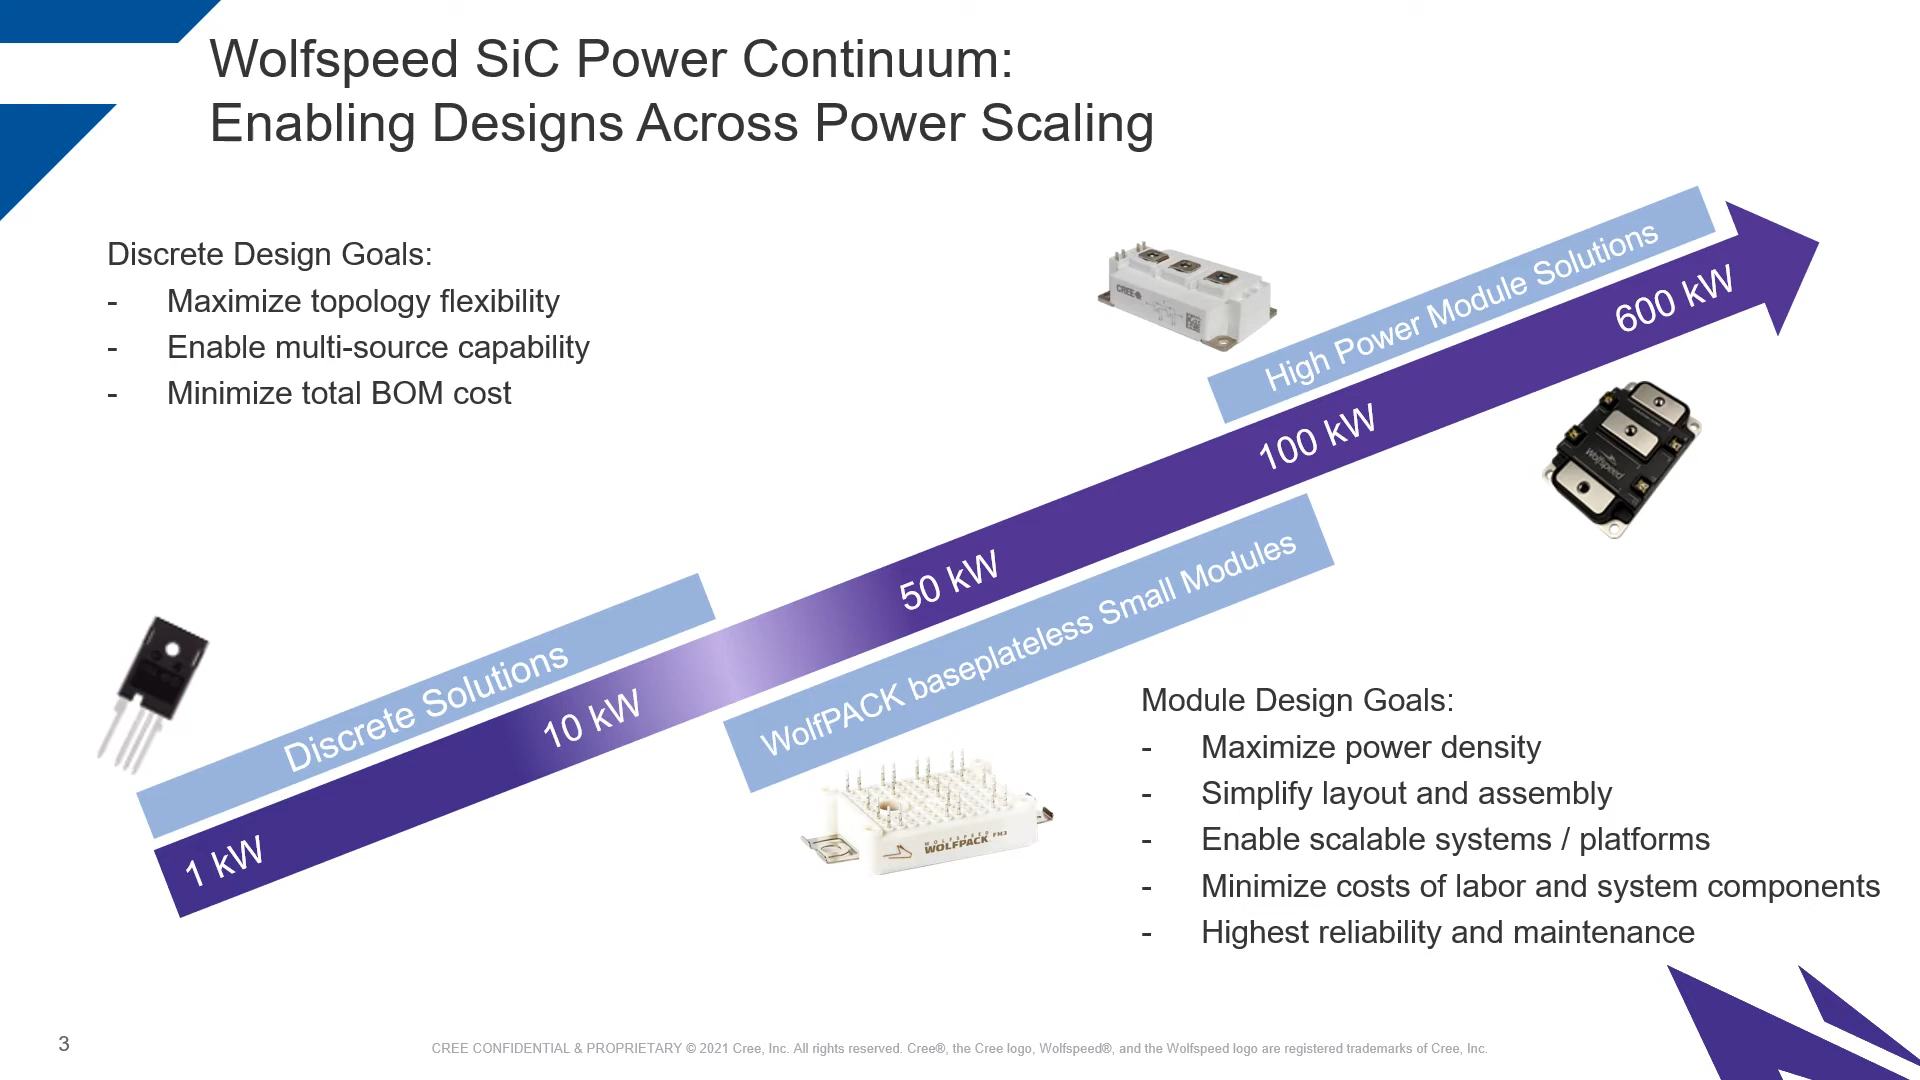 Wolfspeed SiC Power Continuum:
Enabling Designs Across Power Scaling
Discrete Design Goals:
- Maximize topology flexibility
- Enable multi-source capability
- Minimize total BOM cost
CREE
High Power Module Solutions
600 kW
100 kW
Wolfspeed
50 kW
WolfPACK baseplateless Small Modules
Discrete Solutions
10 kW
1 kW
WOLFSPEED
WOLFPACK FM3
Module Design Goals:
- Maximize power density
- Simplify layout and assembly
- Enable scalable systems / platforms
- Minimize costs of labor and system components
- Highest reliability and maintenance
3
CREE CONFIDENTIAL & PROPRIETARY © 2021 Cree, Inc. All rights reserved. Cree®, the Cree logo, Wolfspeed®, and the Wolfspeed logo are registered trademarks of Cree, Inc.